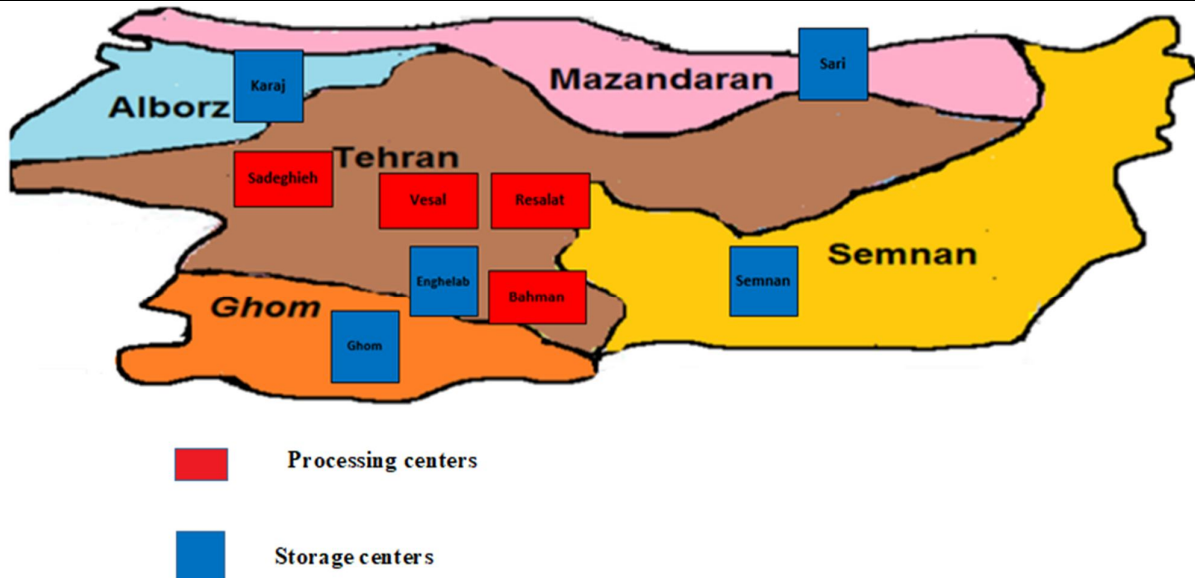 Mazandaran
Sari
Karaj
Alborz
Tehran
Sadeghieh
Vesal
Resalat
Semnan
Enghelab
Semnan
Bahman
Ghom
Ghom
Processing centers
Storage centers